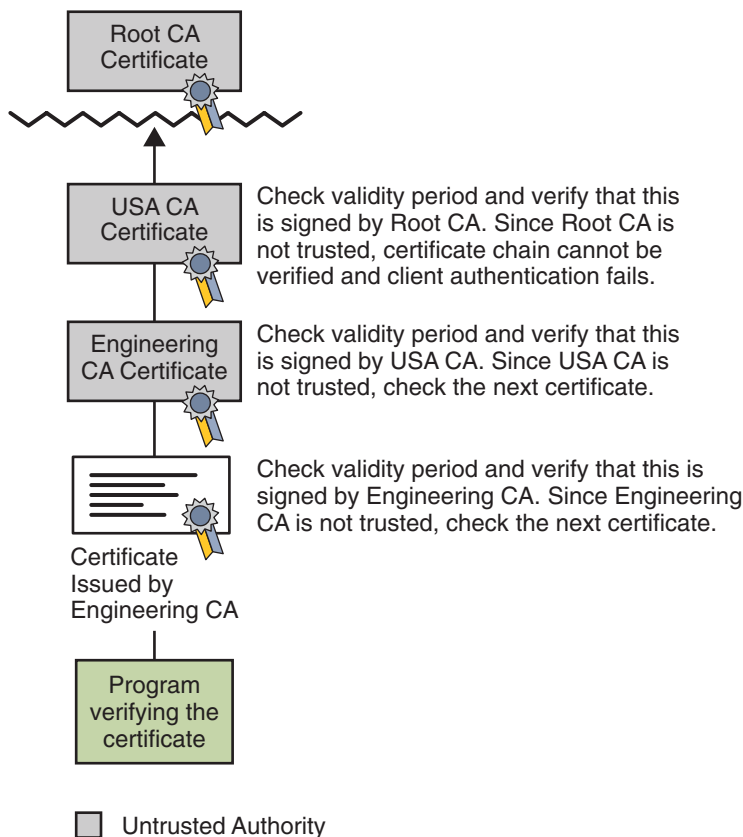 Root CA
Certificate
USA CA
Certificate
Check validity period and verify that this
is signed by Root CA. Since Root CA is
not trusted, certificate chain cannot be
verified and client authentication fails.
Engineering
CA Certificate
Check validity period and verify that this
is signed by USA CA. Since USA CA is
not trusted, check the next certificate.
Check validity period and verify that this is
signed by Engineering CA. Since Engineering
CA is not trusted, check the next certificate.
Certificate
Issued by
Engineering CA
Program
verifying the
certificate
Untrusted Authority